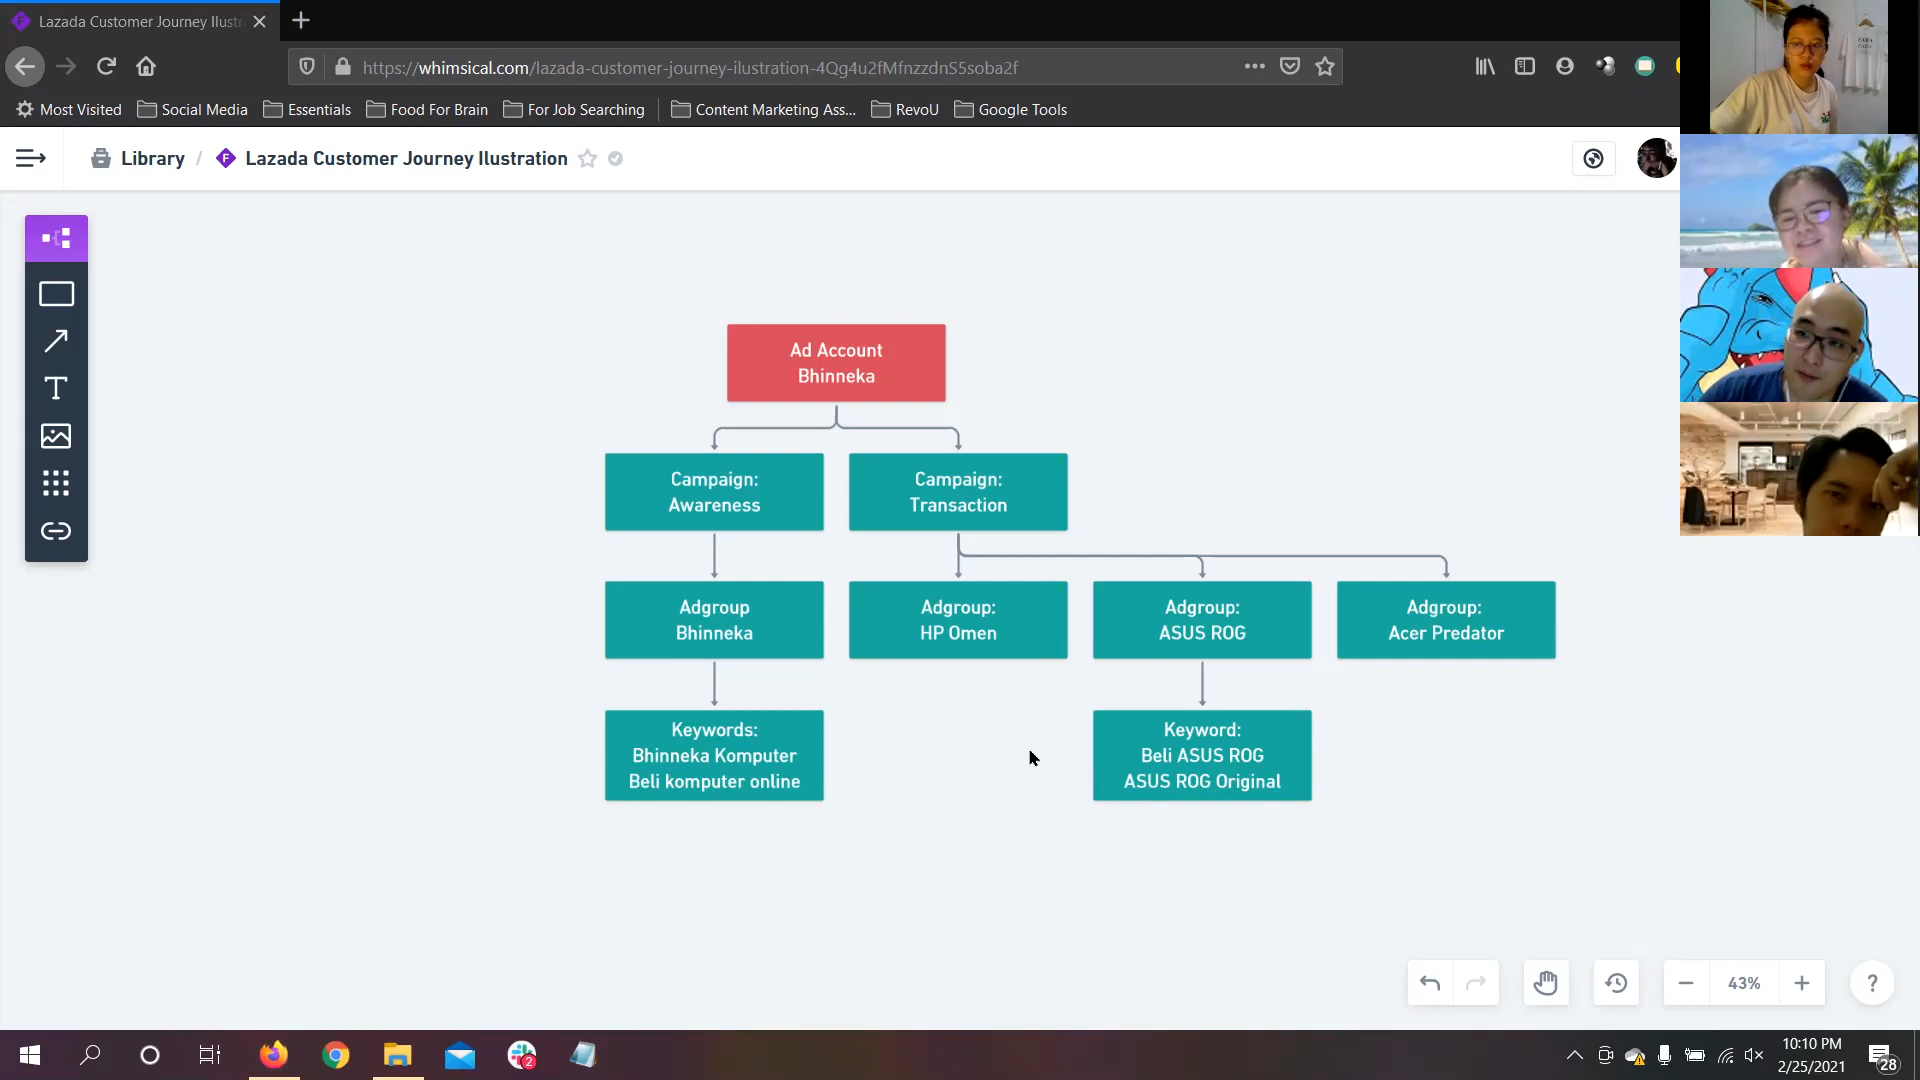 Lazada Customer Journey Ilustr
https://whimsical.com/lazada-customer-journey-ilustration-4Qg4u2fMfnzzdnS5soba2f
Most Visited
Social Media
Essentials
Food For Brain
For Job Searching
Content Marketing Ass...
RevoU
Google Tools
Library / Lazada Customer Journey Ilustration
Ad Account
Bhinneka
Campaign:
Awareness
Campaign:
Transaction
Adgroup
Bhinneka
Adgroup:
HP Omen
Adgroup:
ASUS ROG
Adgroup:
Acer Predator
Keywords:
Bhinneka Komputer
Beli komputer online
Keyword:
Beli ASUS ROG
ASUS ROG Original
43%
?
2
10:10 PM
2/25/2021
28